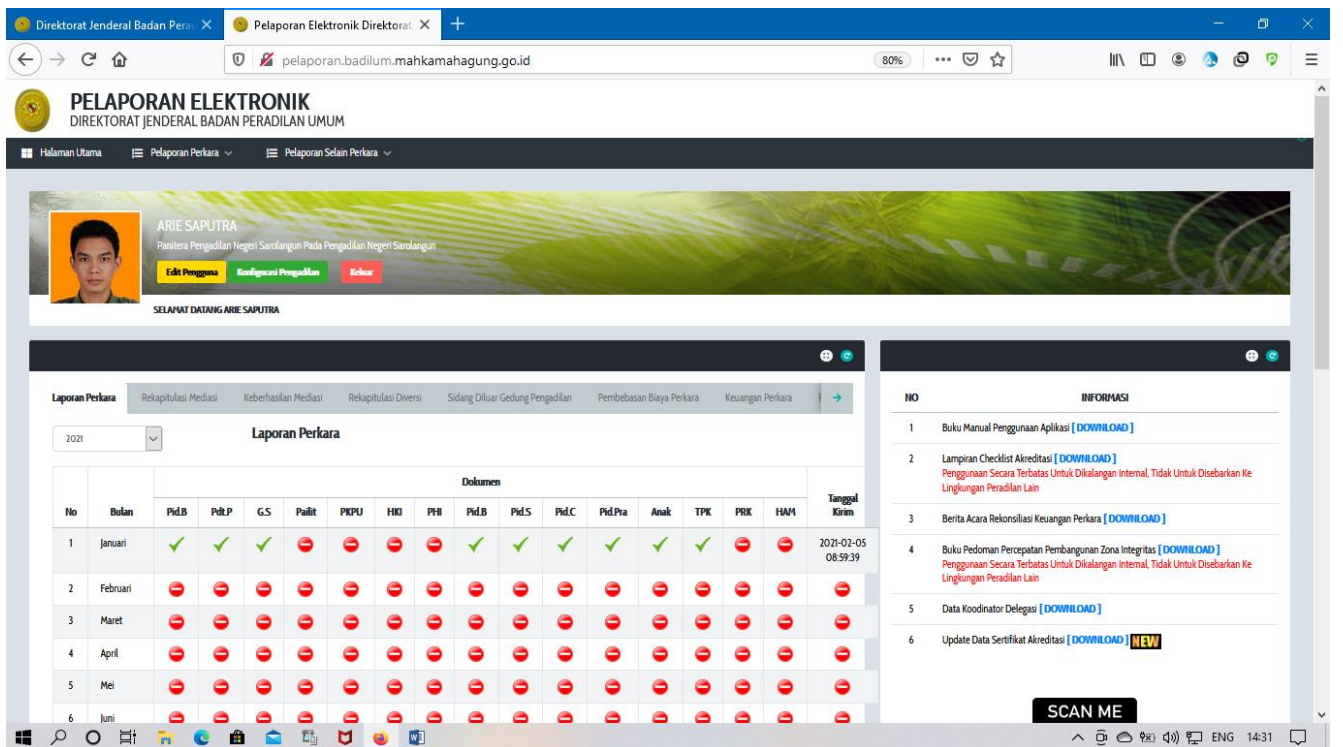 Direktorat Jenderal Badan Perad
Pelaporan Elektronik Direktorat
pelaporan.badilum.mahkamahagung.go.id
80%
PELAPORAN ELEKTRONIK
DIREKTORAT JENDERAL BADAN PERADILAN UMUM
Halaman Utama
Pelaporan Perkara
Pelaporan Selain Perkara
ARIE SAPUTRA
Panitera Pengadilan Negeri Sarolangun Pada Pengadilan Negeri Sarolangun
Edit Pengguna
Konfigurasi Pengadilan
Keluar
SELAMAT DATANG ARIE SAPUTRA
Laporan Perkara
Rekapitulasi Mediasi
Keberhasilan Mediasi
Rekapitulasi Diversi
Sidang Diluar Gedung Pengadilan
Pembebasan Biaya Perkara
Keuangan Perkara
2021
Laporan Perkara
No Bulan Dokumen Tanggal Kirim
Pid.B Pdt.P G.S Pailit PKPU HKI PHI Pid.B Pid.S Pid.C Pid.Pra Anak TPK PRK HAM
1 Januari 2021-02-05
08:59:39
2 Februari
3 Maret
4 April
5 Mei
6 Juni
NO INFORMASI
1 Buku Manual Penggunaan Aplikasi [ DOWNLOAD ]
2 Lampiran Checklist Akreditasi [ DOWNLOAD ]
Penggunaan Secara Terbatas Untuk Dikalangan Internal, Tidak Untuk Disebarkan Ke
Lingkungan Peradilan Lain
3 Berita Acara Rekonsiliasi Keuangan Perkara [ DOWNLOAD ]
4 Buku Pedoman Percepatan Pembangunan Zona Integritas [ DOWNLOAD ]
Penggunaan Secara Terbatas Untuk Dikalangan Internal, Tidak Untuk Disebarkan Ke
Lingkungan Peradilan Lain
5 Data Koodinator Delegasi [ DOWNLOAD ]
6 Update Data Sertifikat Akreditasi [ DOWNLOAD ] NEW
SCAN ME
ENG 14:31